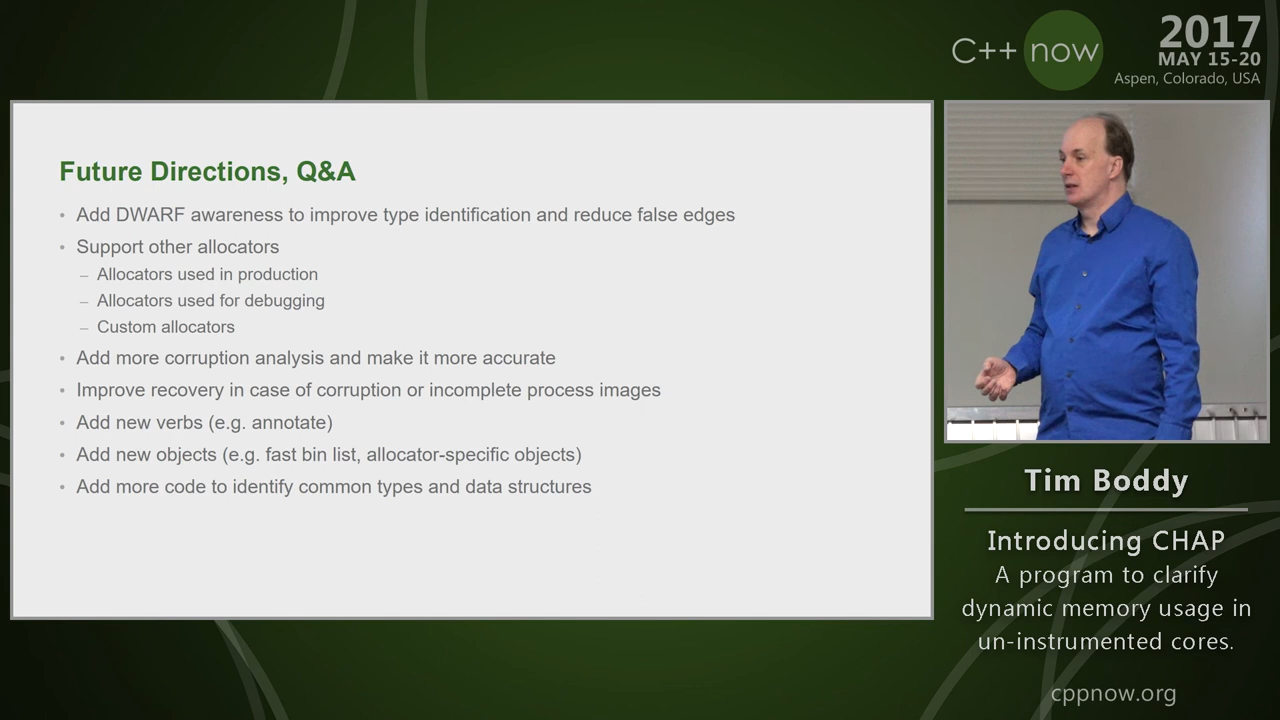 C++ now
2017
MAY 15-20
Aspen, Colorado, USA
Future Directions, Q&A
• Add DWARF awareness to improve type identification and reduce false edges
• Support other allocators
– Allocators used in production
– Allocators used for debugging
– Custom allocators
• Add more corruption analysis and make it more accurate
• Improve recovery in case of corruption or incomplete process images
• Add new verbs (e.g. annotate)
• Add new objects (e.g. fast bin list, allocator-specific objects)
• Add more code to identify common types and data structures
Tim Boddy
Introducing CHAP
A program to clarify
dynamic memory usage in
un-instrumented cores.
cppnow.org